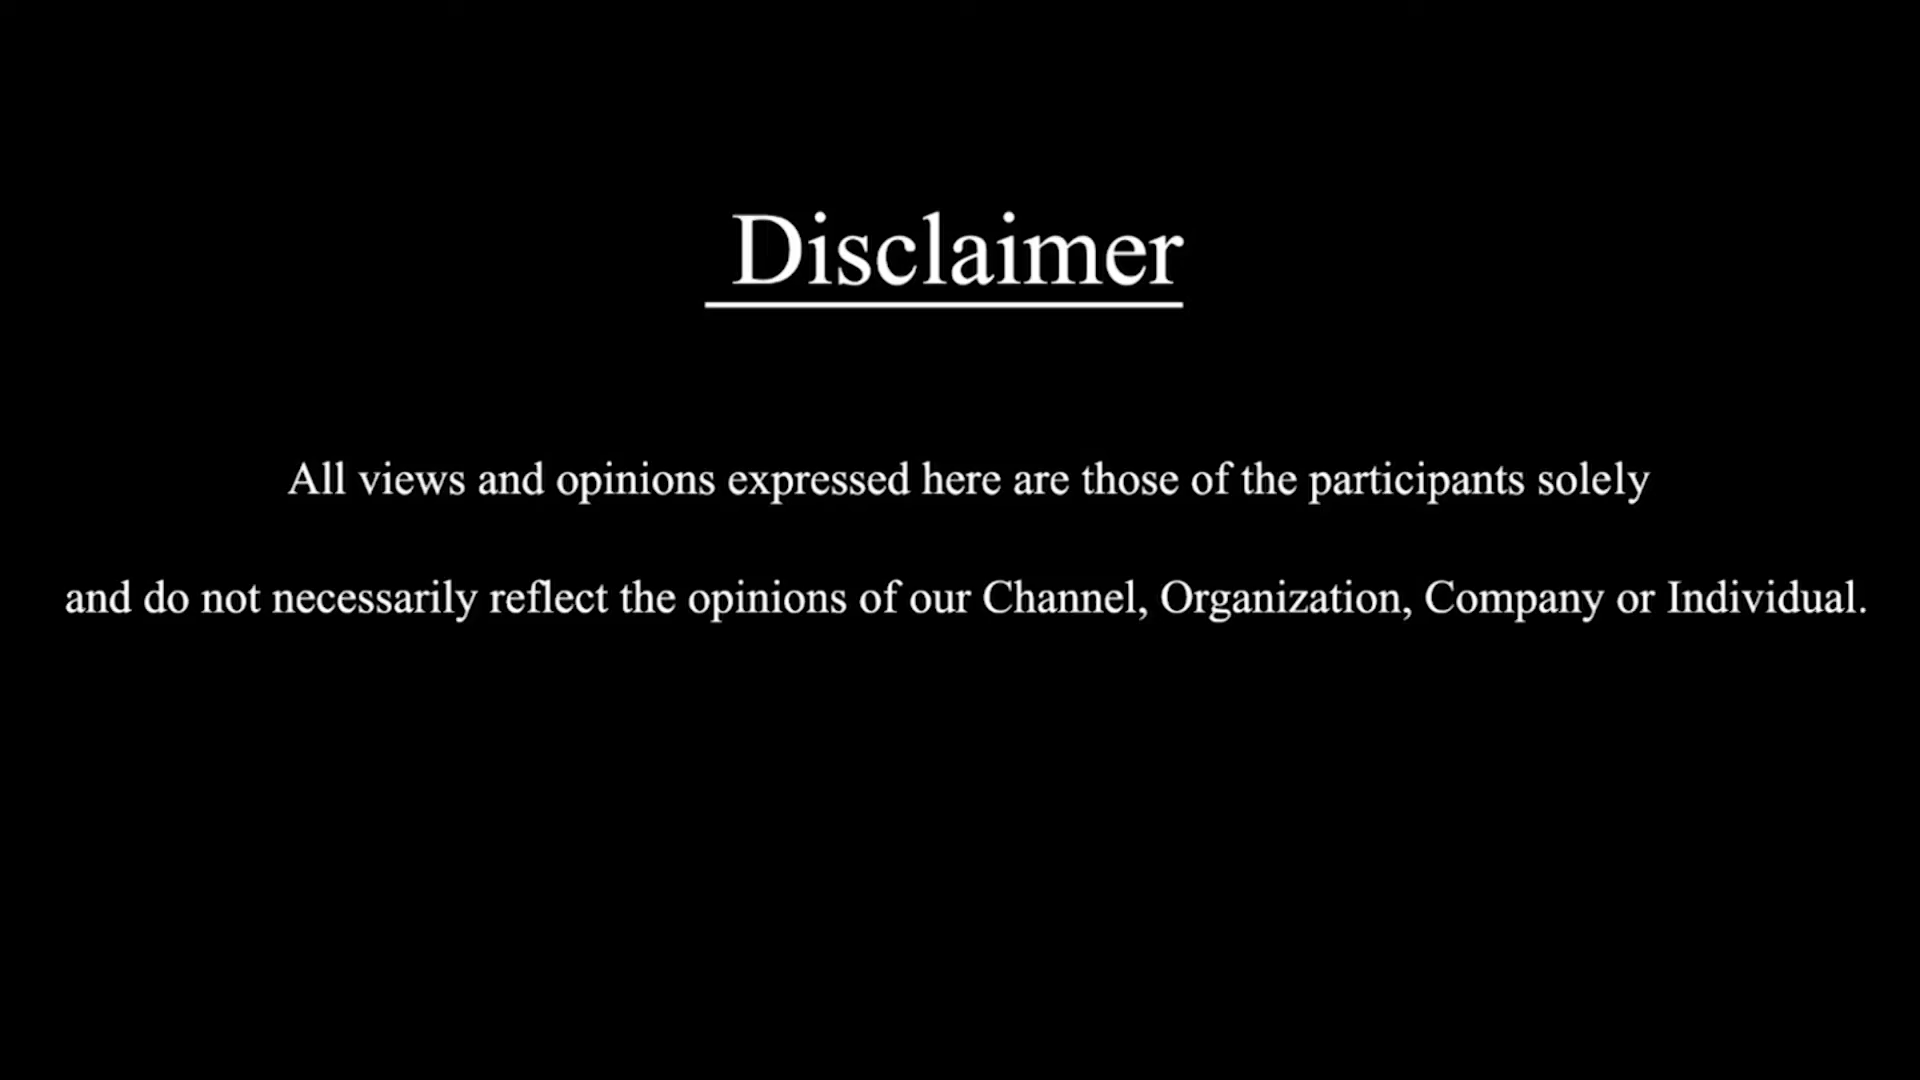 Disclaimer
All views and opinions expressed here are those of the participants solely
and do not necessarily reflect the opinions of our Channel, Organization, Company or Individual.